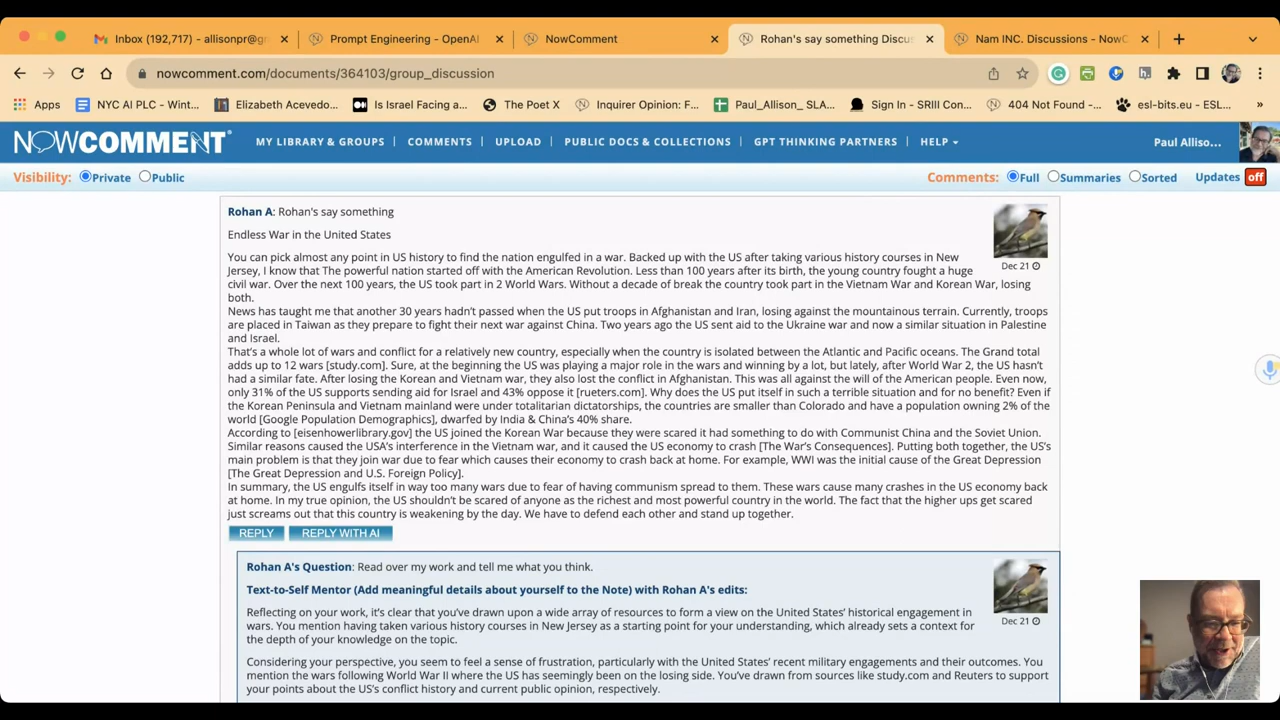 Inbox (192,717) - allisonpr@gr
Prompt Engineering - OpenAI
NowComment
Rohan's say something Discus
Nam INC. Discussions - NowC
nowcomment.com/documents/364103/group_discussion
Apps
NYC AI PLC - Wint...
Elizabeth Acevedo...
Is Israel Facing a...
The Poet X
Inquirer Opinion: F...
Paul_Allison_ SLA...
Sign In - SRIII Con...
404 Not Found -...
esl-bits.eu - ESL...
NOWCOMMENT®
MY LIBRARY & GROUPS
COMMENTS
UPLOAD
PUBLIC DOCS & COLLECTIONS
GPT THINKING PARTNERS
HELP
Paul Alliso...
Visibility: Private Public
Comments: Full Summaries Sorted Updates off
Rohan A: Rohan's say something
Dec 21
Endless War in the United States
You can pick almost any point in US history to find the nation engulfed in a war. Backed up with the US after taking various history courses in New
Jersey, I know that The powerful nation started off with the American Revolution. Less than 100 years after its birth, the young country fought a huge
civil war. Over the next 100 years, the US took part in 2 World Wars. Without a decade of break the country took part in the Vietnam War and Korean War, losing
both.
News has taught me that another 30 years hadn't passed when the US put troops in Afghanistan and Iran, losing against the mountainous terrain. Currently, troops
are placed in Taiwan as they prepare to fight their next war against China. Two years ago the US sent aid to the Ukraine war and now a similar situation in Palestine
and Israel.
That's a whole lot of wars and conflict for a relatively new country, especially when the country is isolated between the Atlantic and Pacific oceans. The Grand total
adds up to 12 wars [study.com]. Sure, at the beginning the US was playing a major role in the wars and winning by a lot, but lately, after World War 2, the US hasn't
had a similar fate. After losing the Korean and Vietnam war, they also lost the conflict in Afghanistan. This was all against the will of the American people. Even now,
only 31% of the US supports sending aid for Israel and 43% oppose it [rueters.com]. Why does the US put itself in such a terrible situation and for no benefit? Even if
the Korean Peninsula and Vietnam mainland were under totalitarian dictatorships, the countries are smaller than Colorado and have a population owning 2% of the
world [Google Population Demographics], dwarfed by India & China's 40% share.
According to [eisenhowerlibrary.gov] the US joined the Korean War because they were scared it had something to do with Communist China and the Soviet Union.
Similar reasons caused the USA's interference in the Vietnam war, and it caused the US economy to crash [The War's Consequences]. Putting both together, the US's
main problem is that they join war due to fear which causes their economy to crash back at home. For example, WWI was the initial cause of the Great Depression
[The Great Depression and U.S. Foreign Policy].
In summary, the US engulfs itself in way too many wars due to fear of having communism spread to them. These wars cause many crashes in the US economy back
at home. In my true opinion, the US shouldn't be scared of anyone as the richest and most powerful country in the world. The fact that the higher ups get scared
just screams out that this country is weakening by the day. We have to defend each other and stand up together.
REPLY
REPLY WITH AI
Rohan A's Question: Read over my work and tell me what you think.
Dec 21
Text-to-Self Mentor (Add meaningful details about yourself to the Note) with Rohan A's edits:
Reflecting on your work, it's clear that you've drawn upon a wide array of resources to form a view on the United States' historical engagement in
wars. You mention having taken various history courses in New Jersey as a starting point for your understanding, which already sets a context for
the depth of your knowledge on the topic.
Considering your perspective, you seem to feel a sense of frustration, particularly with the United States' recent military engagements and their outcomes. You
mention the wars following World War II where the US has seemingly been on the losing side. You've drawn from sources like study.com and Reuters to support
your points about the US's conflict history and current public opinion, respectively.